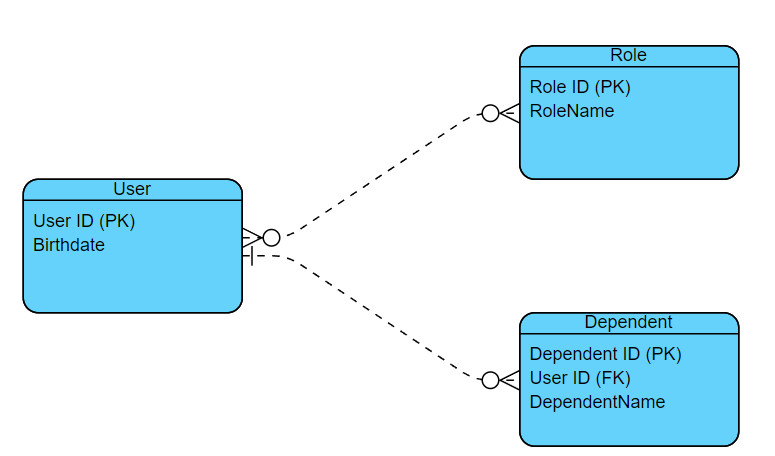 Role
Role ID (PK)
RoleName
User
User ID (PK)
Birthdate
Dependent
Dependent ID (PK)
User ID (FK)
DependentName